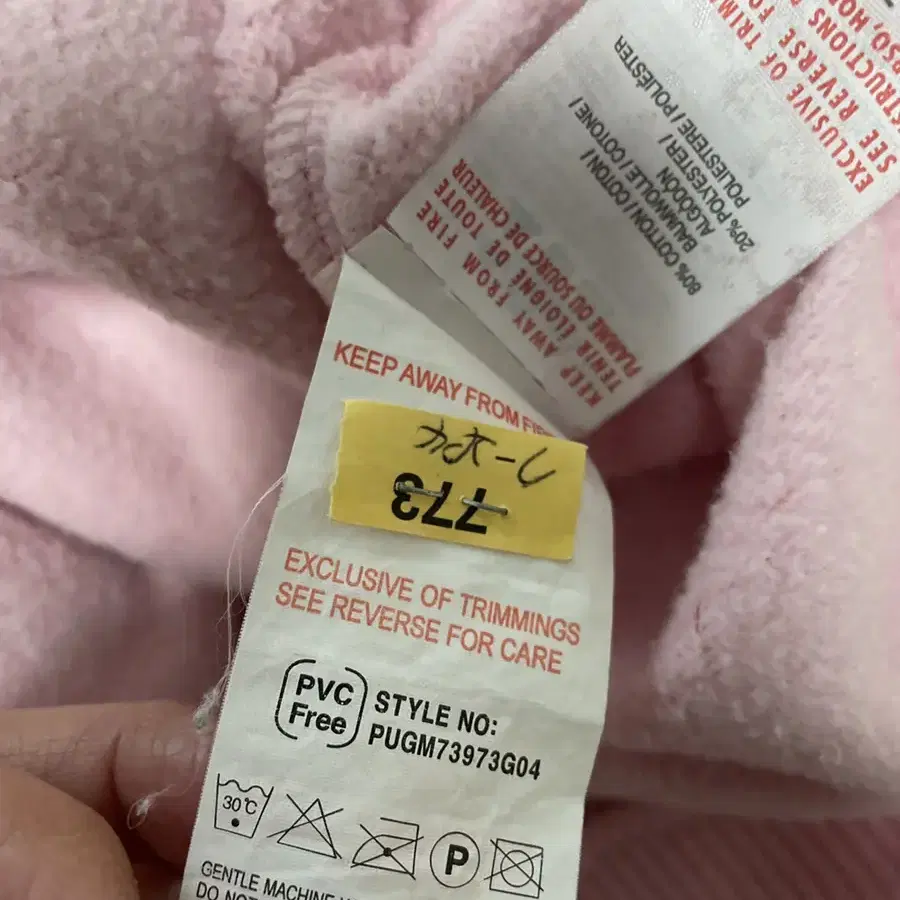 EXCLUSIVE OF TRIM
SEE REVERSE FO
80% COTTON / COTON /
BAUMWOLLE / COTONE /
ALGODÓN
20% POLYESTER /
POLIESTERE / POLIÉSTER
KEEP AWAY FROM FIRE
TENIR ÉLOIGNÉ DE TOUTE
FLAMME OU SOURCE DE CHALEUR
KEEP AWAY FROM FIRE
773
EXCLUSIVE OF TRIMMINGS
SEE REVERSE FOR CARE
PVC
Free
STYLE NO:
PUGM73973G04
30°C
P
GENTLE MACHINE
DO NOT